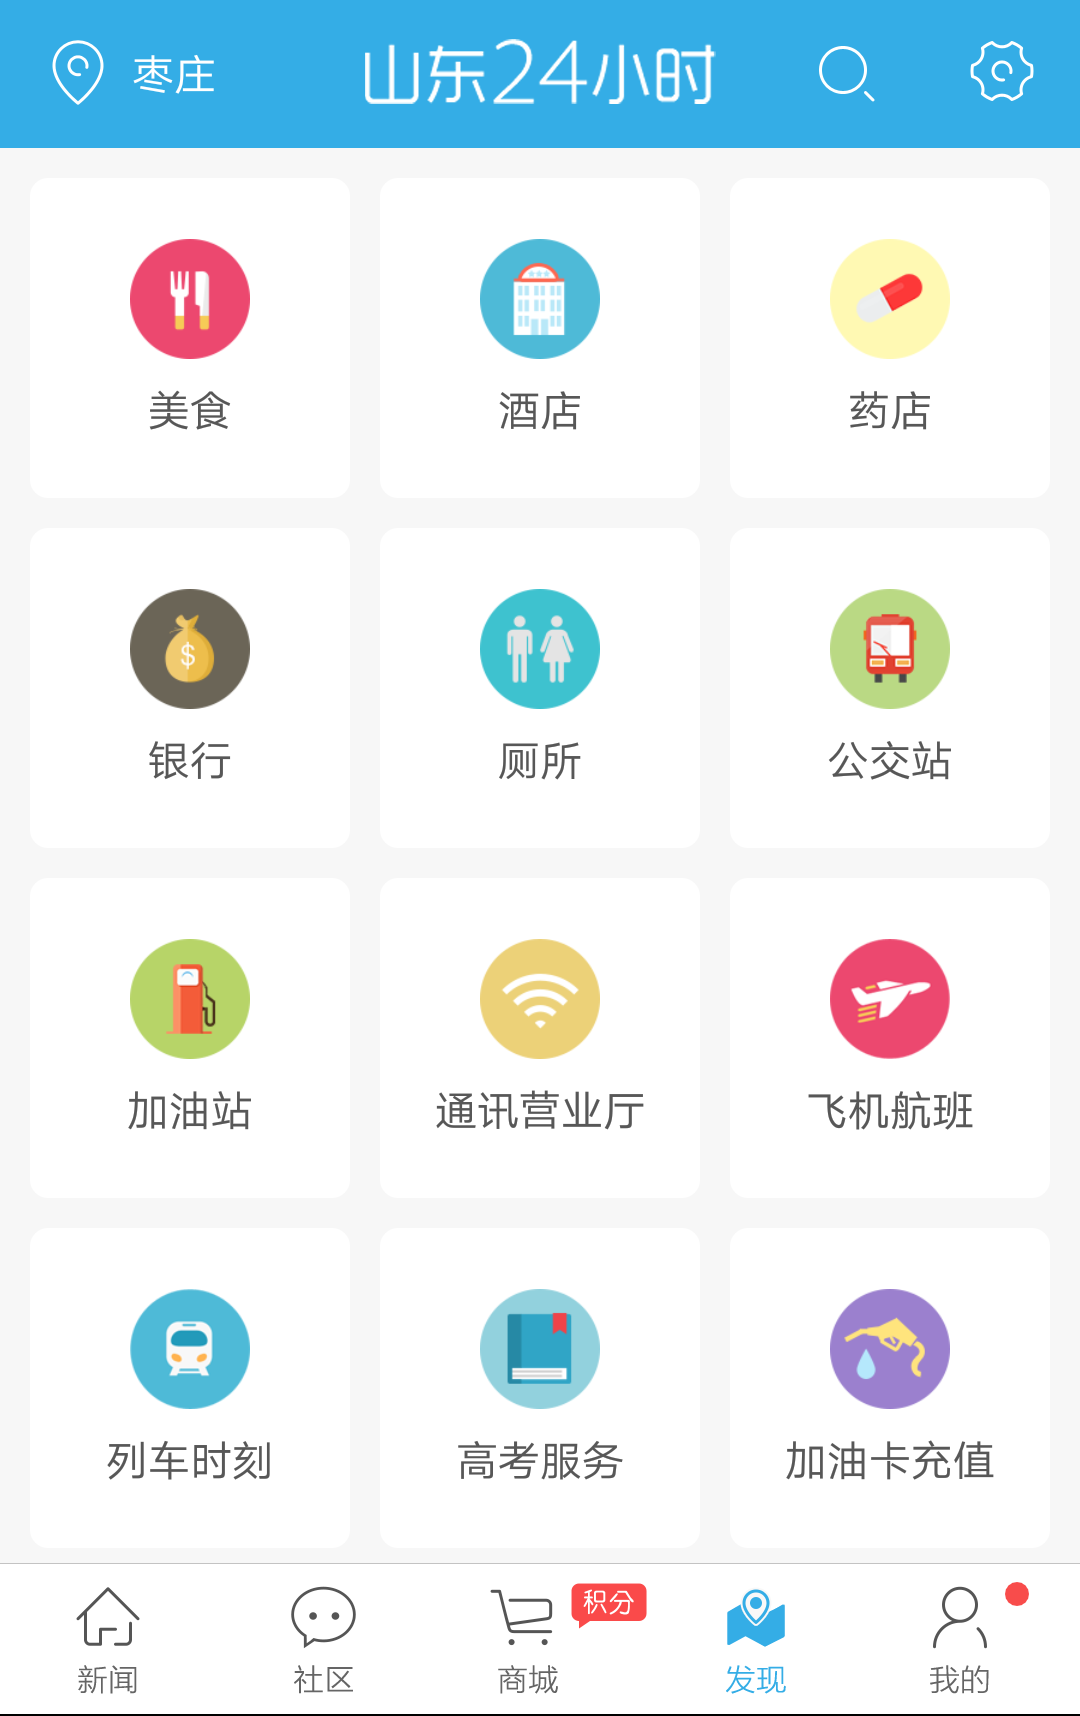 枣庄
山东24小时
美食
酒店
药店
$
银行
厕所
公交站
加油站
通讯营业厅
飞机航班
列车时刻
高考服务
加油卡充值
积分
新闻
社区
商城
发现
我的